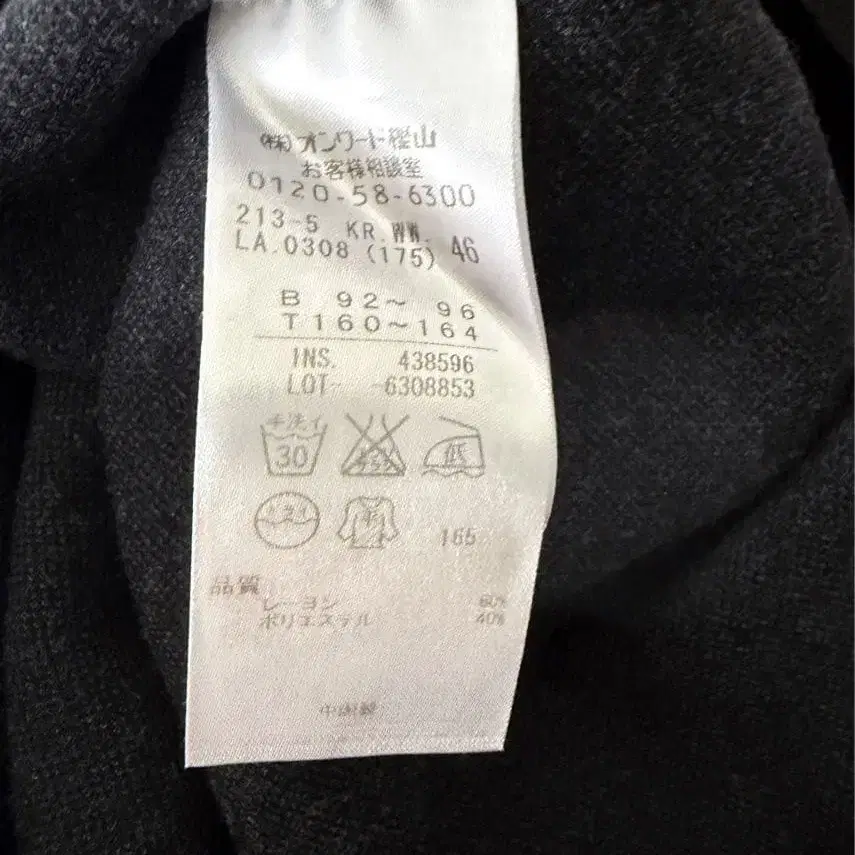 (株)オンワード樫山
お客様相談室
0120-58-6300
213-5 KR.WW.
LA.0308 (175) 46
B 92〜 96
T 160〜164
INS. 438596
LOT- -6308853
手洗イ
30
低
165
品質
レーヨン 60%
ポリエステル 40%
中国製